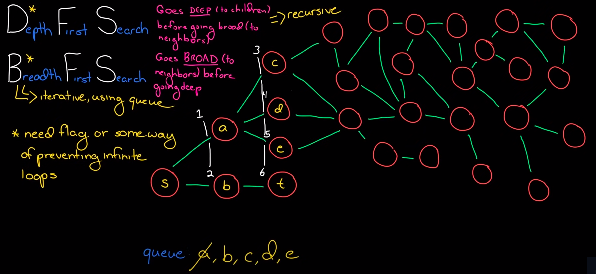 Depth First Search *
Goes DEEP (to children)
before going broad (to
neighbors)
=> recursive
Breadth First Search *
Goes BROAD (to
neighbors) before
going deep
iterative, using queue
* need flag or some way
of preventing infinite
loops
3
c
4
d
1
a
5
e
2
6
s
b
t
queue a, b, c, d, e